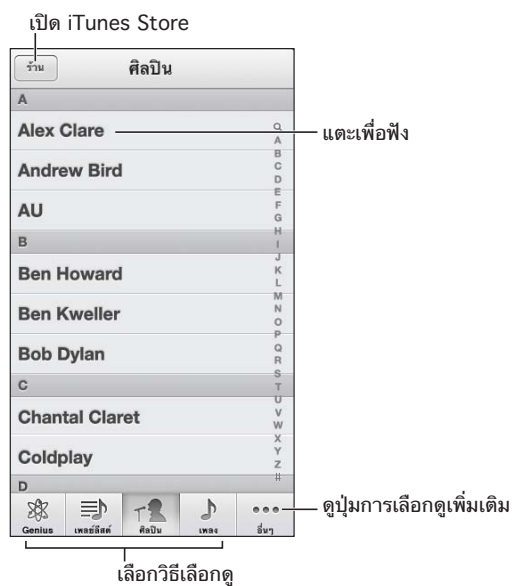 เปิด iTunes Store
ร้าน
ศิลปิน
A
Alex Clare
แตะเพื่อฟัง
Andrew Bird
AU
B
Ben Howard
Ben Kweller
Bob Dylan
C
Chantal Claret
Coldplay
D
A
B
C
D
E
F
G
H
I
J
K
L
M
N
O
P
Q
R
S
T
U
V
W
X
Y
Z
#
Genius เพลย์ลิสต์ ศิลปิน เพลง อื่นๆ
ดูปุ่มการเลือกดูเพิ่มเติม
เลือกวิธีเลือกดู